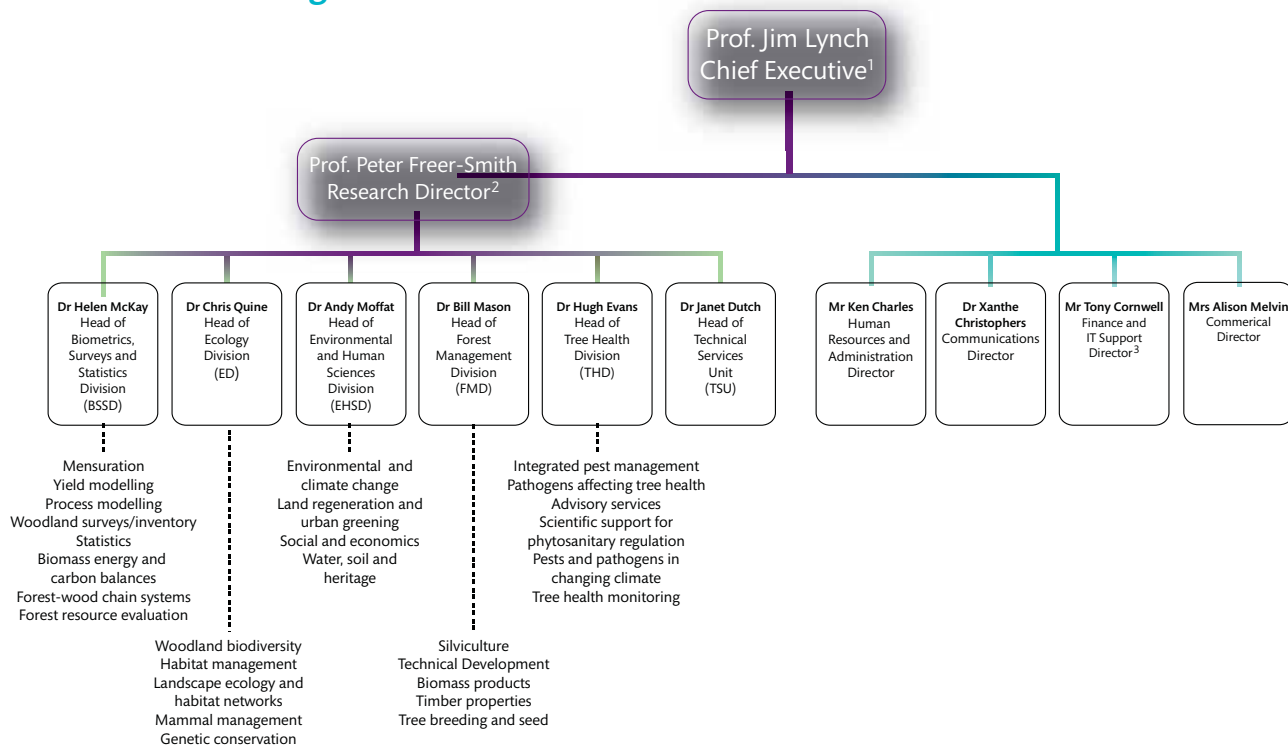 Prof. Jim Lynch
Chief Executive1
Prof. Peter Freer-Smith
Research Director2
Dr Helen McKay
Head of
Biometrics,
Surveys and
Statistics
Division
(BSSD)
Dr Chris Quine
Head of
Ecology
Division
(ED)
Dr Andy Moffat
Head of
Environmental
and Human
Sciences
Division
(EHSD)
Dr Bill Mason
Head of
Forest
Management
Division
(FMD)
Dr Hugh Evans
Head of
Tree Health
Division
(THD)
Dr Janet Dutch
Head of
Technical
Services
Unit
(TSU)
Mr Ken Charles
Human
Resources and
Administration
Director
Dr Xanthe
Christophers
Communications
Director
Mr Tony Cornwell
Finance and
IT Support
Director3
Mrs Alison Melvin
Commerical
Director
Mensuration
Yield modelling
Process modelling
Woodland surveys/inventory
Statistics
Biomass energy and
carbon balances
Forest-wood chain systems
Forest resource evaluation
Environmental and
climate change
Land regeneration and
urban greening
Social and economics
Water, soil and
heritage
Integrated pest management
Pathogens affecting tree health
Advisory services
Scientific support for
phytosanitary regulation
Pests and pathogens in
changing climate
Tree health monitoring
Woodland biodiversity
Habitat management
Landscape ecology and
habitat networks
Mammal management
Genetic conservation
Silviculture
Technical Development
Biomass products
Timber properties
Tree breeding and seed